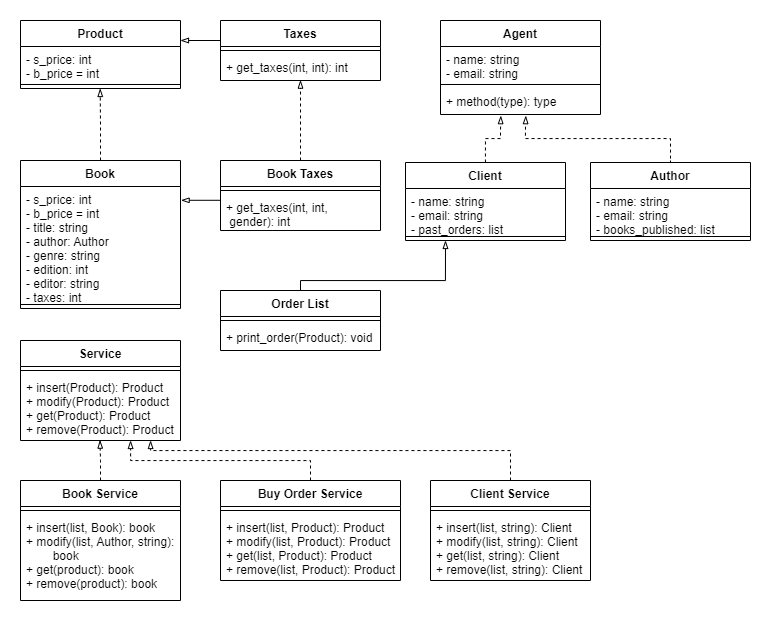 Product
- s_price: int
- b_price = int
Taxes
+ get_taxes(int, int): int
Agent
- name: string
- email: string
+ method(type): type
Book
- s_price: int
- b_price = int
- title: string
- author: Author
- genre: string
- edition: int
- editor: string
- taxes: int
Book Taxes
+ get_taxes(int, int,
gender): int
Client
- name: string
- email: string
- past_orders: list
Author
- name: string
- email: string
- books_published: list
Order List
+ print_order(Product): void
Service
+ insert(Product): Product
+ modify(Product): Product
+ get(Product): Product
+ remove(Product): Product
Book Service
+ insert(list, Book): book
+ modify(list, Author, string):
book
+ get(product): book
+ remove(product): book
Buy Order Service
+ insert(list, Product): Product
+ modify(list, Product): Product
+ get(list, Product): Product
+ remove(list, Product): Product
Client Service
+ insert(list, string): Client
+ modify(list, string): Client
+ get(list, string): Client
+ remove(list, string): Client